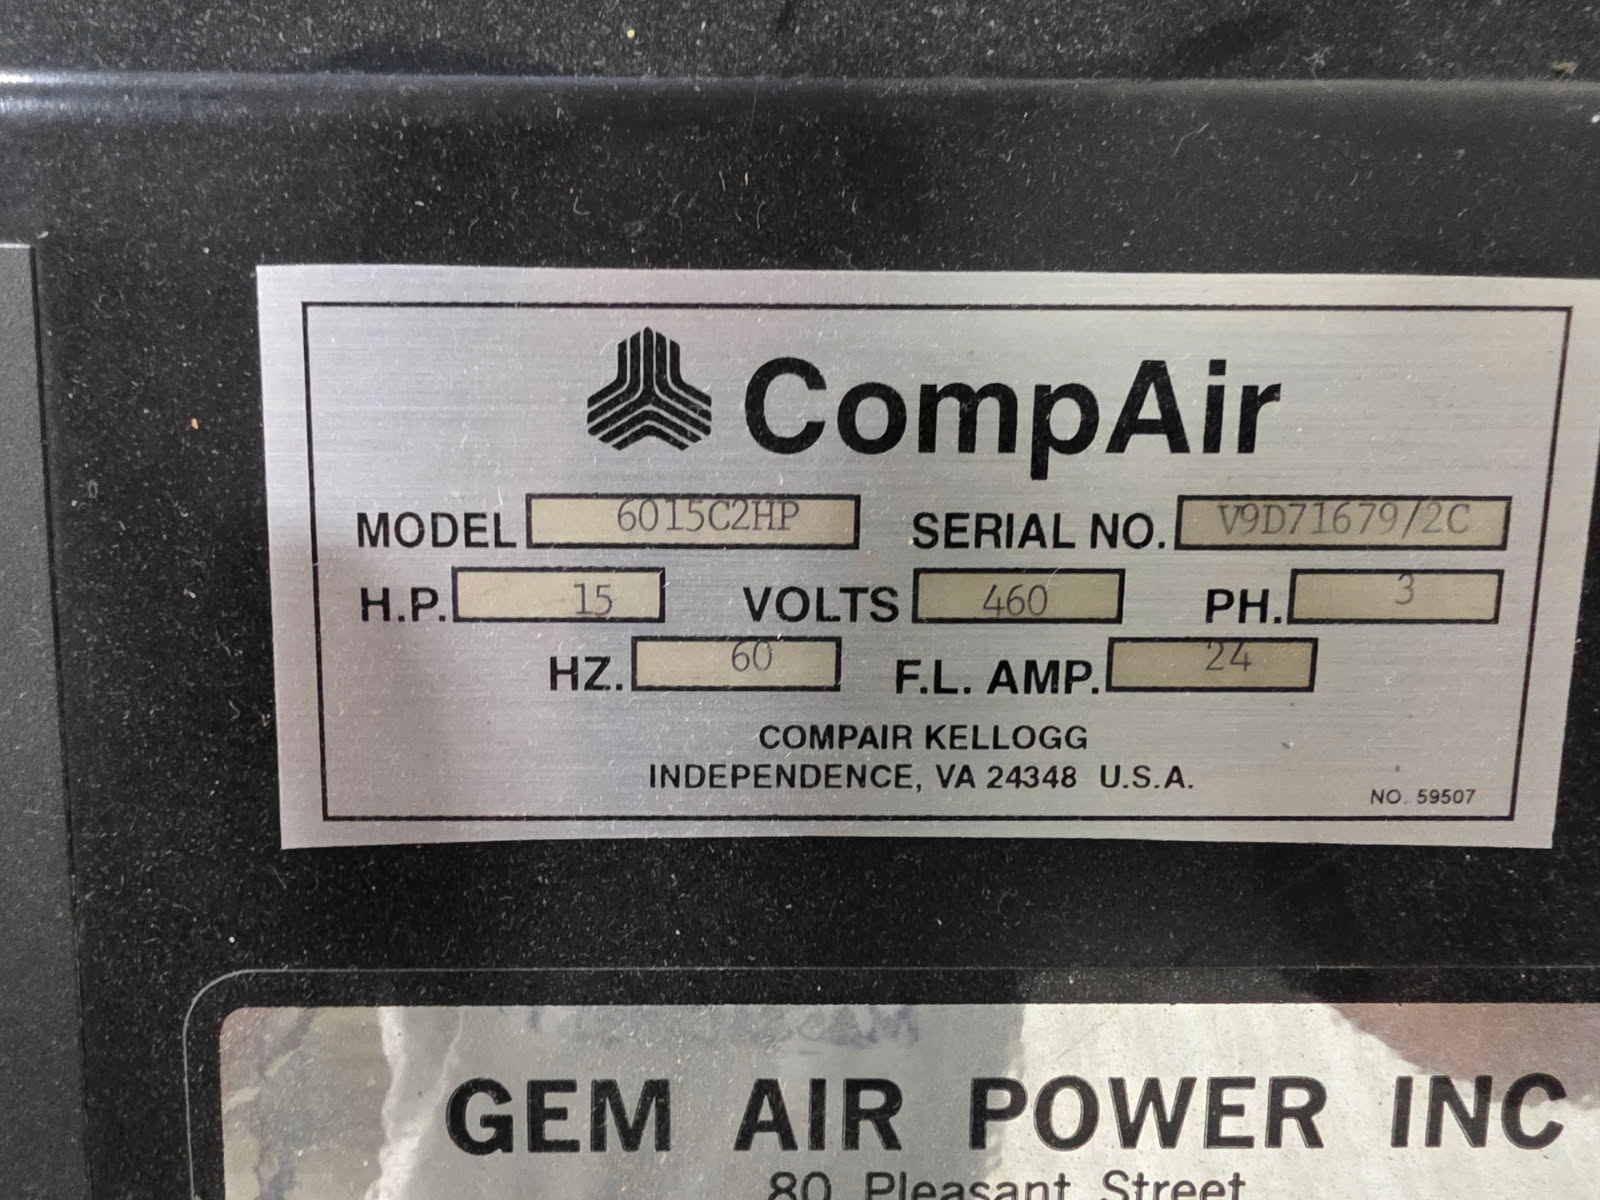 CompAir
MODEL 6015C2HP SERIAL NO. V9D71679/2C
H.P. 15 VOLTS 460 PH. 3
HZ. 60 F.L. AMP. 24
COMPAIR KELLOGG
INDEPENDENCE, VA 24348 U.S.A.
NO. 59507
GEM AIR POWER INC
80 Pleasant Street